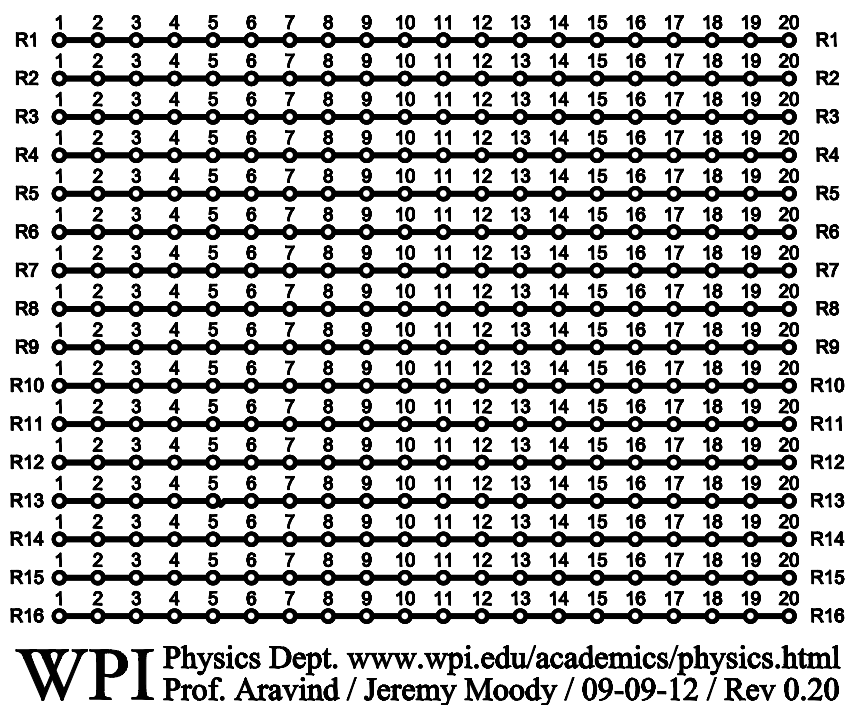 1 2 3 4 5 6 7 8 9 10 11 12 13 14 15 16 17 18 19 20
R1 R1
1 2 3 4 5 6 7 8 9 10 11 12 13 14 15 16 17 18 19 20
R2 R2
1 2 3 4 5 6 7 8 9 10 11 12 13 14 15 16 17 18 19 20
R3 R3
1 2 3 4 5 6 7 8 9 10 11 12 13 14 15 16 17 18 19 20
R4 R4
1 2 3 4 5 6 7 8 9 10 11 12 13 14 15 16 17 18 19 20
R5 R5
1 2 3 4 5 6 7 8 9 10 11 12 13 14 15 16 17 18 19 20
R6 R6
1 2 3 4 5 6 7 8 9 10 11 12 13 14 15 16 17 18 19 20
R7 R7
1 2 3 4 5 6 7 8 9 10 11 12 13 14 15 16 17 18 19 20
R8 R8
1 2 3 4 5 6 7 8 9 10 11 12 13 14 15 16 17 18 19 20
R9 R9
1 2 3 4 5 6 7 8 9 10 11 12 13 14 15 16 17 18 19 20
R10 R10
1 2 3 4 5 6 7 8 9 10 11 12 13 14 15 16 17 18 19 20
R11 R11
1 2 3 4 5 6 7 8 9 10 11 12 13 14 15 16 17 18 19 20
R12 R12
1 2 3 4 5 6 7 8 9 10 11 12 13 14 15 16 17 18 19 20
R13 R13
1 2 3 4 5 6 7 8 9 10 11 12 13 14 15 16 17 18 19 20
R14 R14
1 2 3 4 5 6 7 8 9 10 11 12 13 14 15 16 17 18 19 20
R15 R15
1 2 3 4 5 6 7 8 9 10 11 12 13 14 15 16 17 18 19 20
R16 R16
WPI
Physics Dept. www.wpi.edu/academics/physics.html
Prof. Aravind / Jeremy Moody / 09-09-12 / Rev 0.20